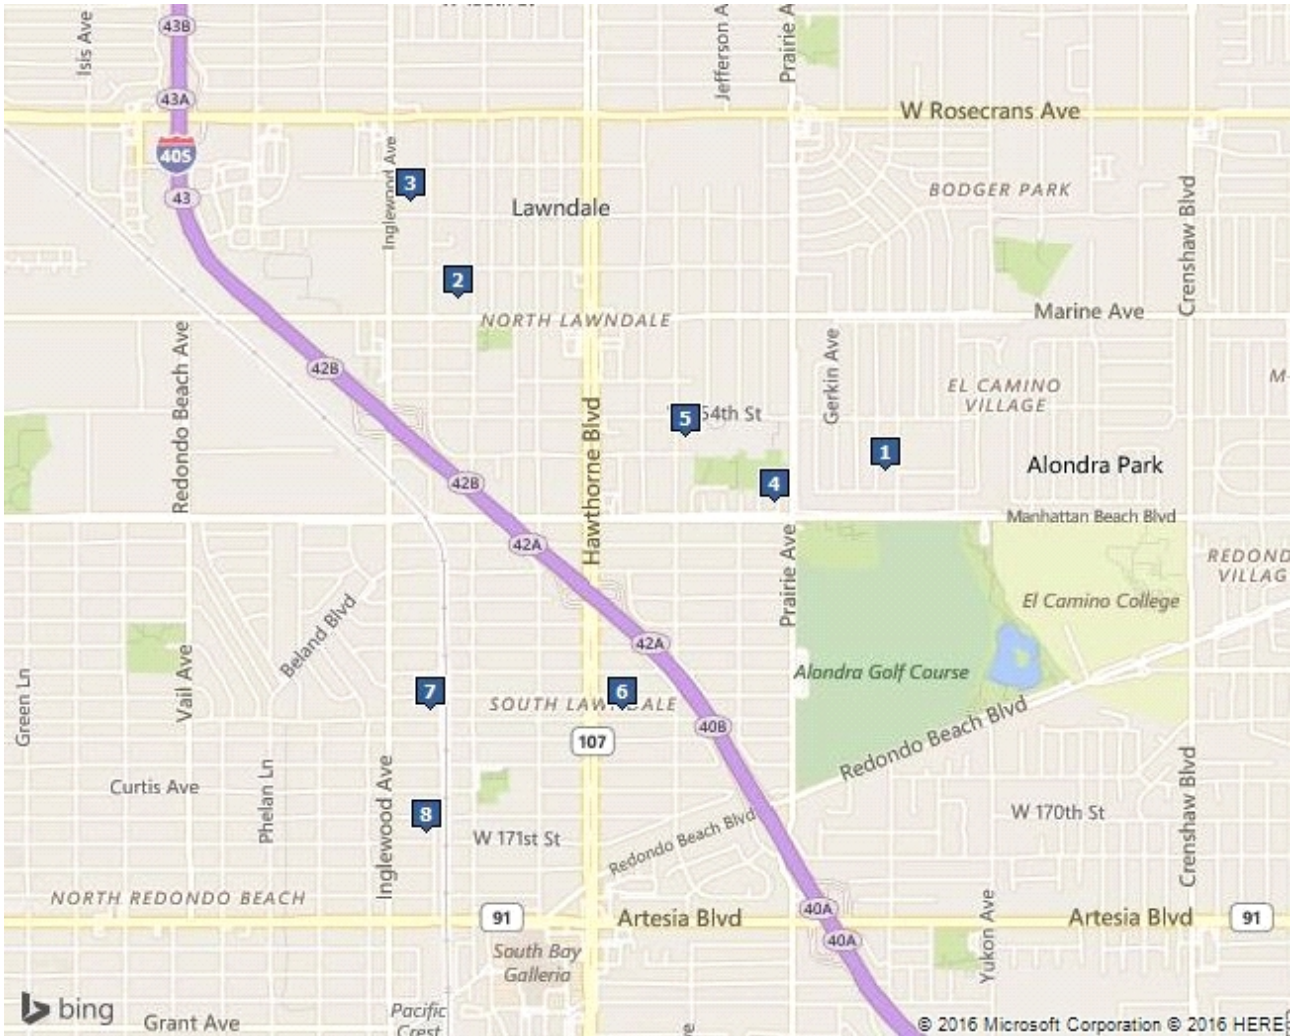 43B
Isis Ave
Jefferson A
Prairie A
43A
W Rosecrans Ave
405
43
Inglewood Ave
3
Lawndale
BODGER PARK
Crenshaw Blvd
2
NORTH LAWNDALE
Marine Ave
Redondo Beach Ave
42B
Gerkin Ave
EL CAMINO
VILLAGE
M
Hawthorne Blvd
5
54th St
1
Alondra Park
42B
4
Manhattan Beach Blvd
42A
Prairie Ave
REDOND
VILLAG
Beland Blvd
El Camino College
42A
Vail Ave
Alondra Golf Course
Green Ln
7
6
SOUTH LAWNDALE
107
40B
Redondo Beach Blvd
Curtis Ave
Phelan Ln
Inglewood Ave
8
W 171st St
Redondo Beach Blvd
W 170th St
Crenshaw Blvd
NORTH REDONDO BEACH
91
Artesia Blvd
40A
Artesia Blvd
91
40A
Yukon Ave
South Bay
Galleria
bing
Grant Ave
Pacific
Crest
© 2016 Microsoft Corporation © 2016 HERE